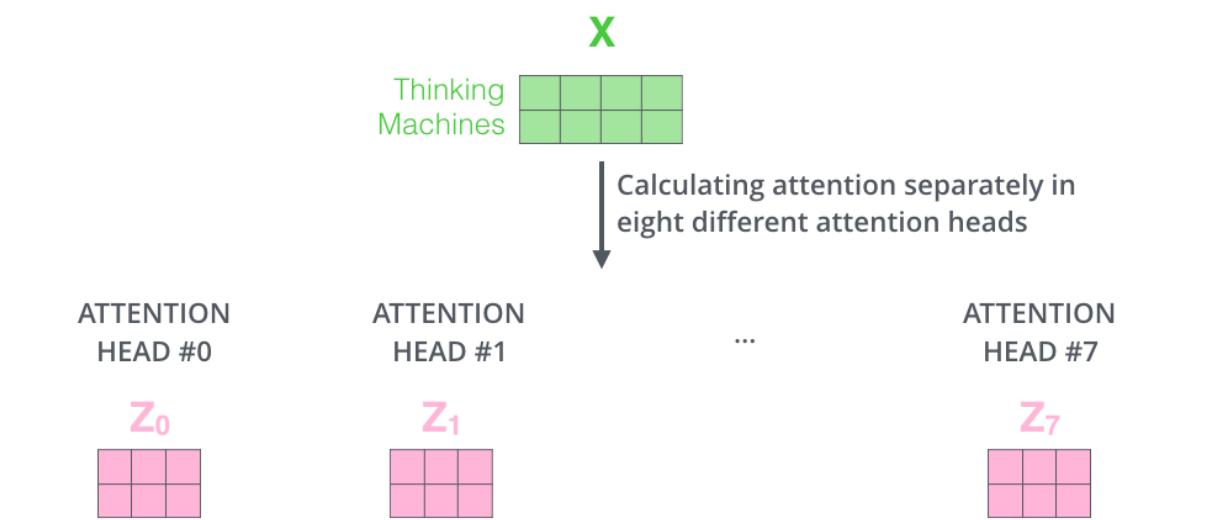 X
Thinking
Machines
Calculating attention separately in
eight different attention heads
ATTENTION
HEAD #0
ATTENTION
HEAD #1
...
ATTENTION
HEAD #7
Z0
Z1
Z7